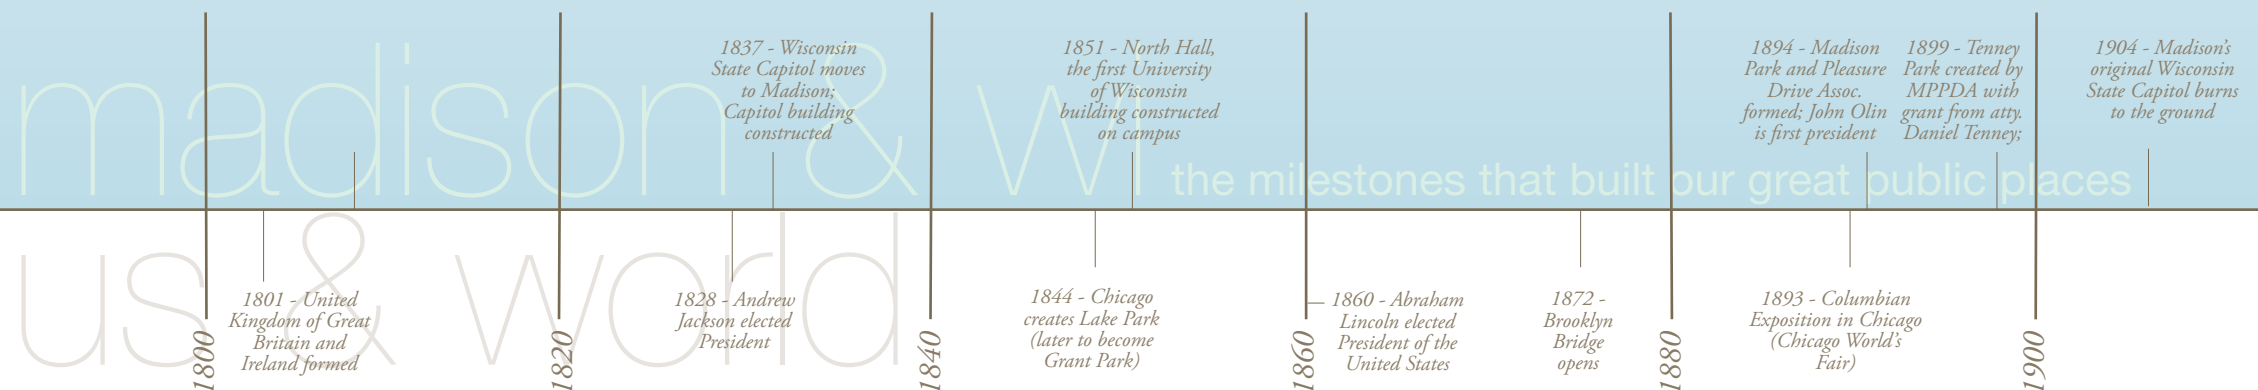 madison & wi
the milestones that built our great public places
1837 - Wisconsin
State Capitol moves
to Madison;
Capitol building
constructed
1851 - North Hall,
the first University
of Wisconsin
building constructed
on campus
1894 - Madison
Park and Pleasure
Drive Assoc.
formed; John Olin
is first president
1899 - Tenney
Park created by
MPPDA with
grant from atty.
Daniel Tenney;
1904 - Madison's
original Wisconsin
State Capitol burns
to the ground
us & world
1801 - United
Kingdom of Great
Britain and
Ireland formed
1828 - Andrew
Jackson elected
President
1844 - Chicago
creates Lake Park
(later to become
Grant Park)
1860 - Abraham
Lincoln elected
President of the
United States
1872 -
Brooklyn
Bridge
opens
1893 - Columbian
Exposition in Chicago
(Chicago World's
Fair)
1800
1820
1840
1860
1880
1900